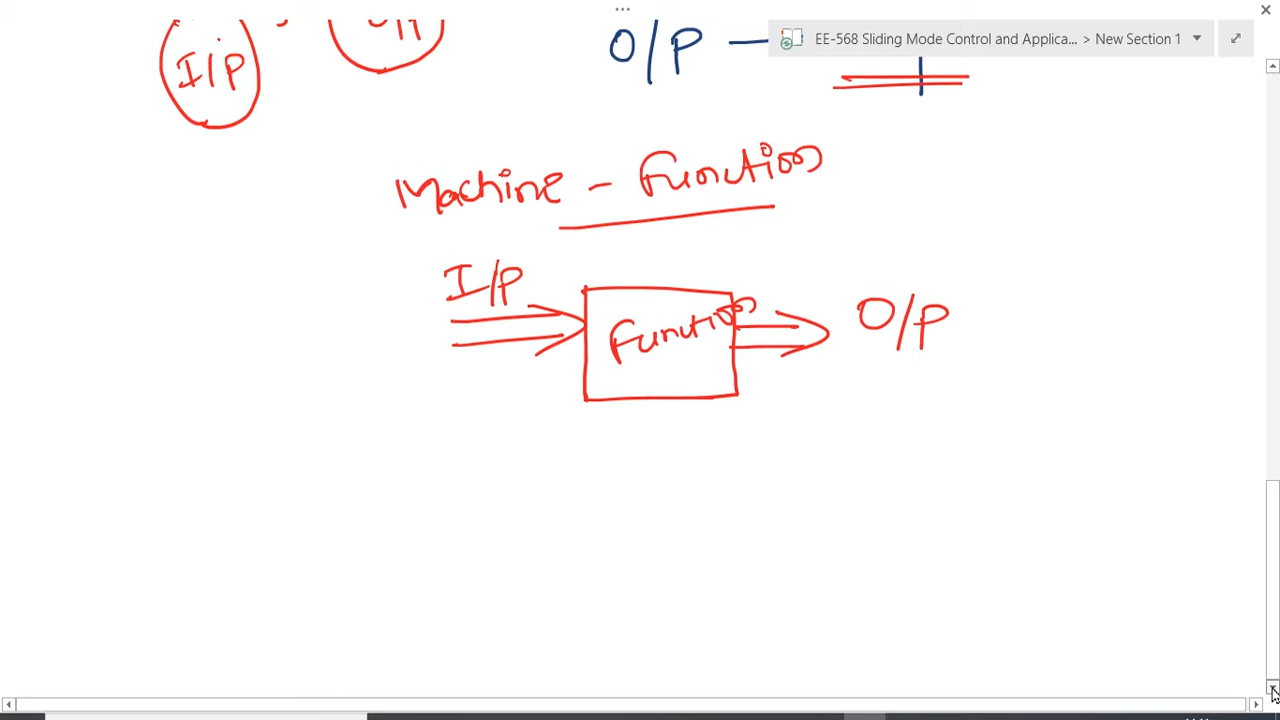 EE-568 Sliding Mode Control and Applica... > New Section 1
I/P
O/P —
Machine - Function
I/P
Function
O/P